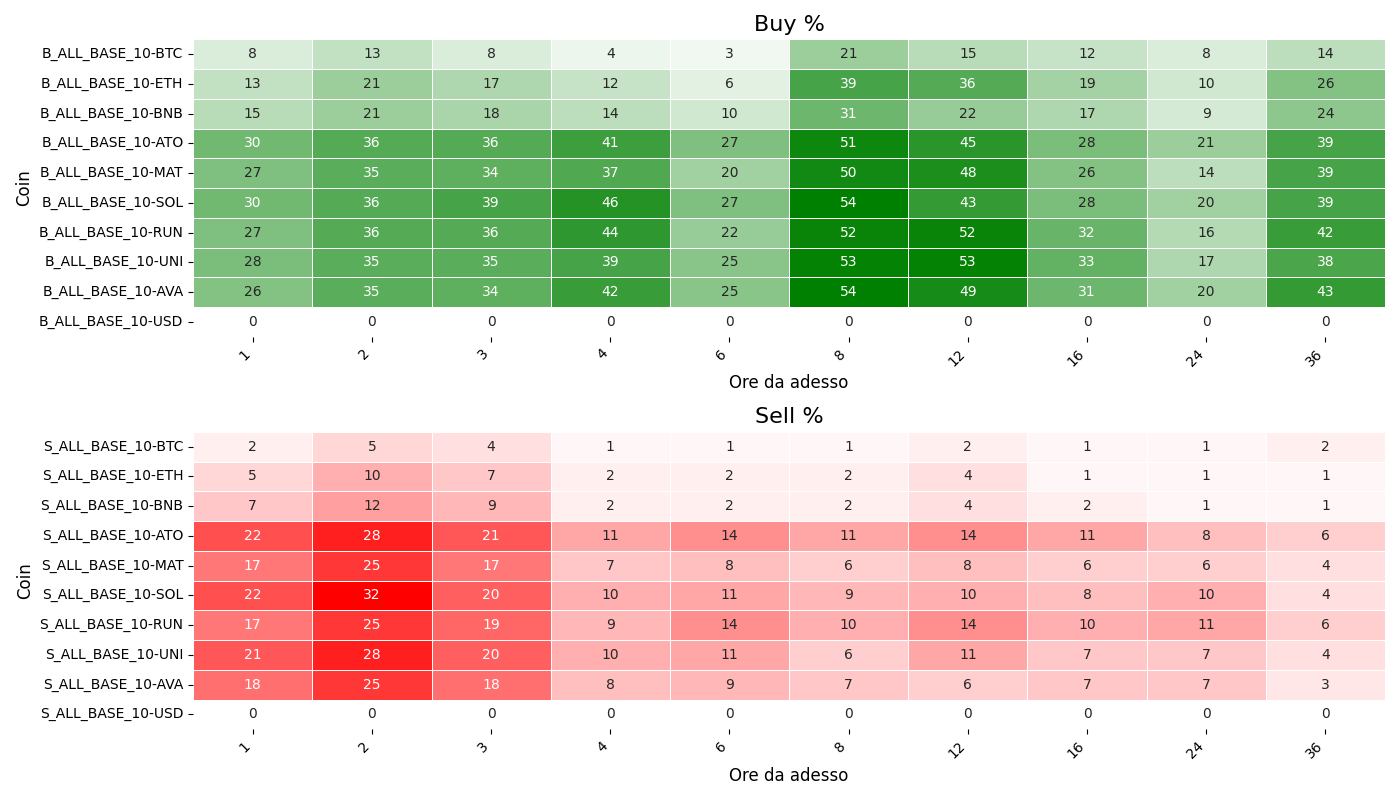 Buy %
Coin
B_ALL_BASE_10-BTC 8 13 8 4 3 21 15 12 8 14
B_ALL_BASE_10-ETH 13 21 17 12 6 39 36 19 10 26
B_ALL_BASE_10-BNB 15 21 18 14 10 31 22 17 9 24
B_ALL_BASE_10-ATO 30 36 36 41 27 51 45 28 21 39
B_ALL_BASE_10-MAT 27 35 34 37 20 50 48 26 14 39
B_ALL_BASE_10-SOL 30 36 39 46 27 54 43 28 20 39
B_ALL_BASE_10-RUN 27 36 36 44 22 52 52 32 16 42
B_ALL_BASE_10-UNI 28 35 35 39 25 53 53 33 17 38
B_ALL_BASE_10-AVA 26 35 34 42 25 54 49 31 20 43
B_ALL_BASE_10-USD 0 0 0 0 0 0 0 0 0 0
1 2 3 4 6 8 12 16 24 36
Ore da adesso
Sell %
Coin
S_ALL_BASE_10-BTC 2 5 4 1 1 1 2 1 1 2
S_ALL_BASE_10-ETH 5 10 7 2 2 2 4 1 1 1
S_ALL_BASE_10-BNB 7 12 9 2 2 2 4 2 1 1
S_ALL_BASE_10-ATO 22 28 21 11 14 11 14 11 8 6
S_ALL_BASE_10-MAT 17 25 17 7 8 6 8 6 6 4
S_ALL_BASE_10-SOL 22 32 20 10 11 9 10 8 10 4
S_ALL_BASE_10-RUN 17 25 19 9 14 10 14 10 11 6
S_ALL_BASE_10-UNI 21 28 20 10 11 6 11 7 7 4
S_ALL_BASE_10-AVA 18 25 18 8 9 7 6 7 7 3
S_ALL_BASE_10-USD 0 0 0 0 0 0 0 0 0 0
1 2 3 4 6 8 12 16 24 36
Ore da adesso